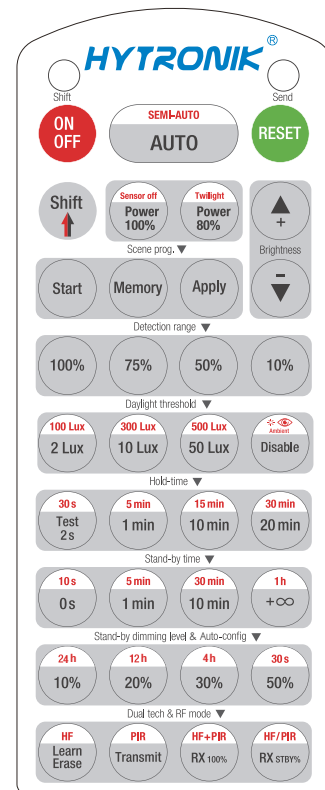 HYTRONIK®
Shift Send
ON
OFF
SEMI-AUTO
AUTO
RESET
Shift
Sensor off
Power
100%
Twilight
Power
80%
+
Brightness
−
Scene prog. ▼
Start Memory Apply
Detection range ▼
100% 75% 50% 10%
Daylight threshold ▼
100 Lux 300 Lux 500 Lux Ambient
2 Lux 10 Lux 50 Lux Disable
Hold-time ▼
30 s 5 min 15 min 30 min
Test
2 s
1 min 10 min 20 min
Stand-by time ▼
10 s 5 min 30 min 1 h
0 s 1 min 10 min +∞
Stand-by dimming level & Auto-config ▼
24 h 12 h 4 h 30 s
10% 20% 30% 50%
Dual tech & RF mode ▼
HF PIR HF+PIR HF/PIR
Learn
Erase
Transmit RX 100% RX STBY%